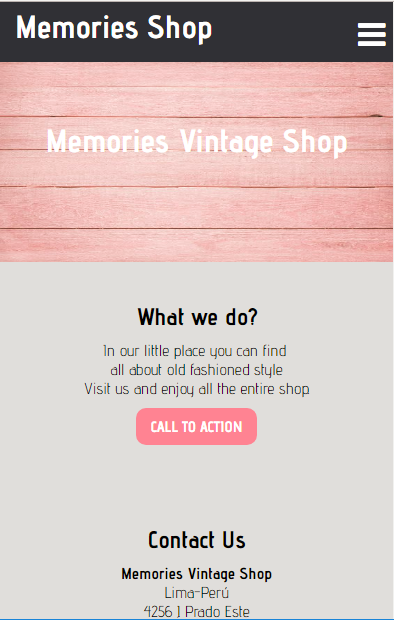 Memories Shop
Memories Vintage Shop
What we do?
In our little place you can find
all about old fashioned style
Visit us and enjoy all the entire shop
CALL TO ACTION
Contact Us
Memories Vintage Shop
Lima-Perú
4256 J Prado Este